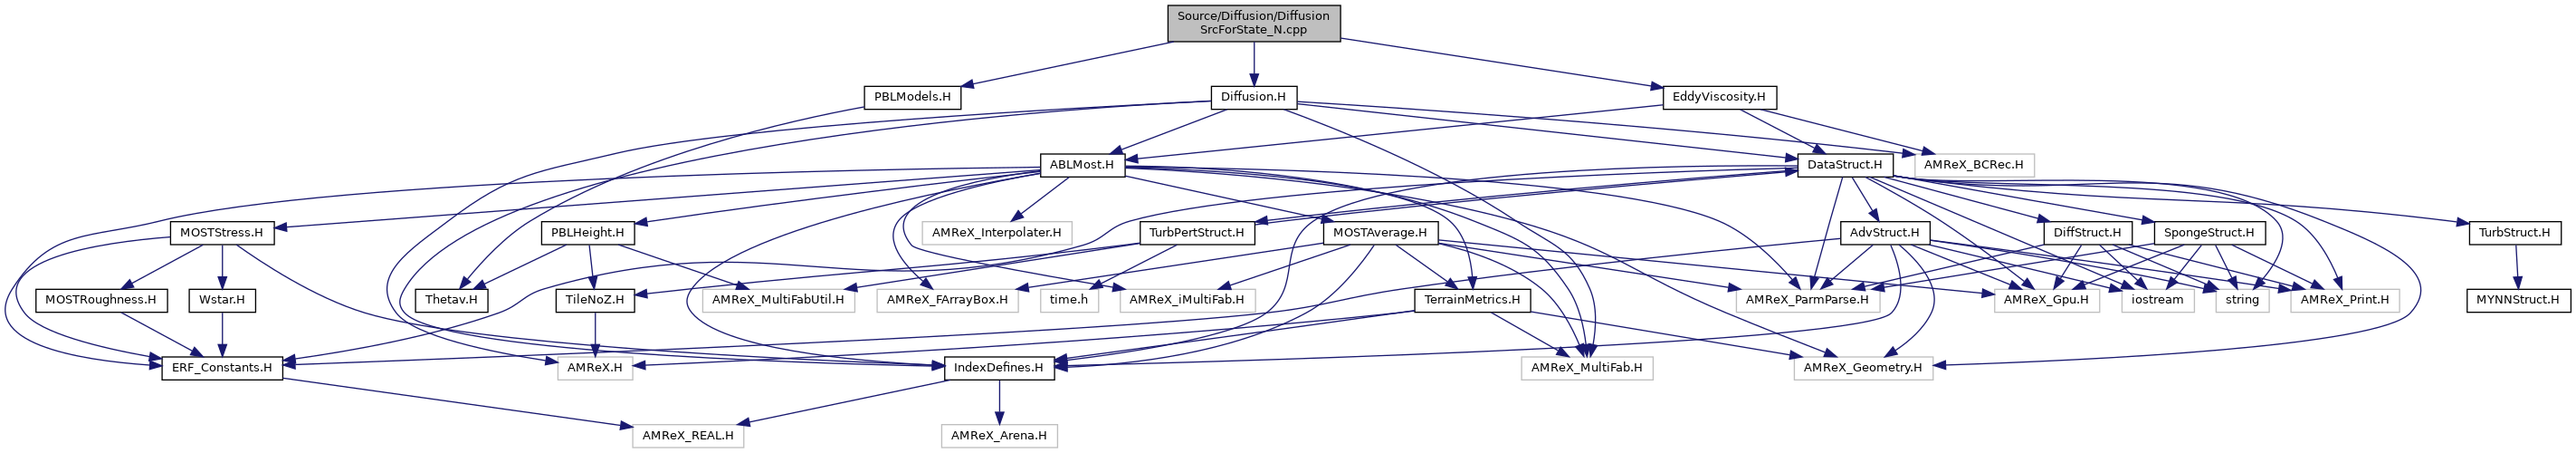 Source/Diffusion/Diffusion
SrcForState_N.cpp
PBLModels.H
Diffusion.H
EddyViscosity.H
ABLMost.H
DataStruct.H
AMReX_BCRec.H
MOSTStress.H
PBLHeight.H
AMReX_Interpolater.H
TurbPertStruct.H
MOSTAverage.H
AdvStruct.H
DiffStruct.H
SpongeStruct.H
TurbStruct.H
MOSTRoughness.H
Wstar.H
Thetav.H
TileNoZ.H
AMReX_MultiFabUtil.H
AMReX_FArrayBox.H
time.h
AMReX_iMultiFab.H
TerrainMetrics.H
AMReX_ParmParse.H
AMReX_Gpu.H
iostream
string
AMReX_Print.H
MYNNStruct.H
ERF_Constants.H
AMReX.H
IndexDefines.H
AMReX_MultiFab.H
AMReX_Geometry.H
AMReX_REAL.H
AMReX_Arena.H